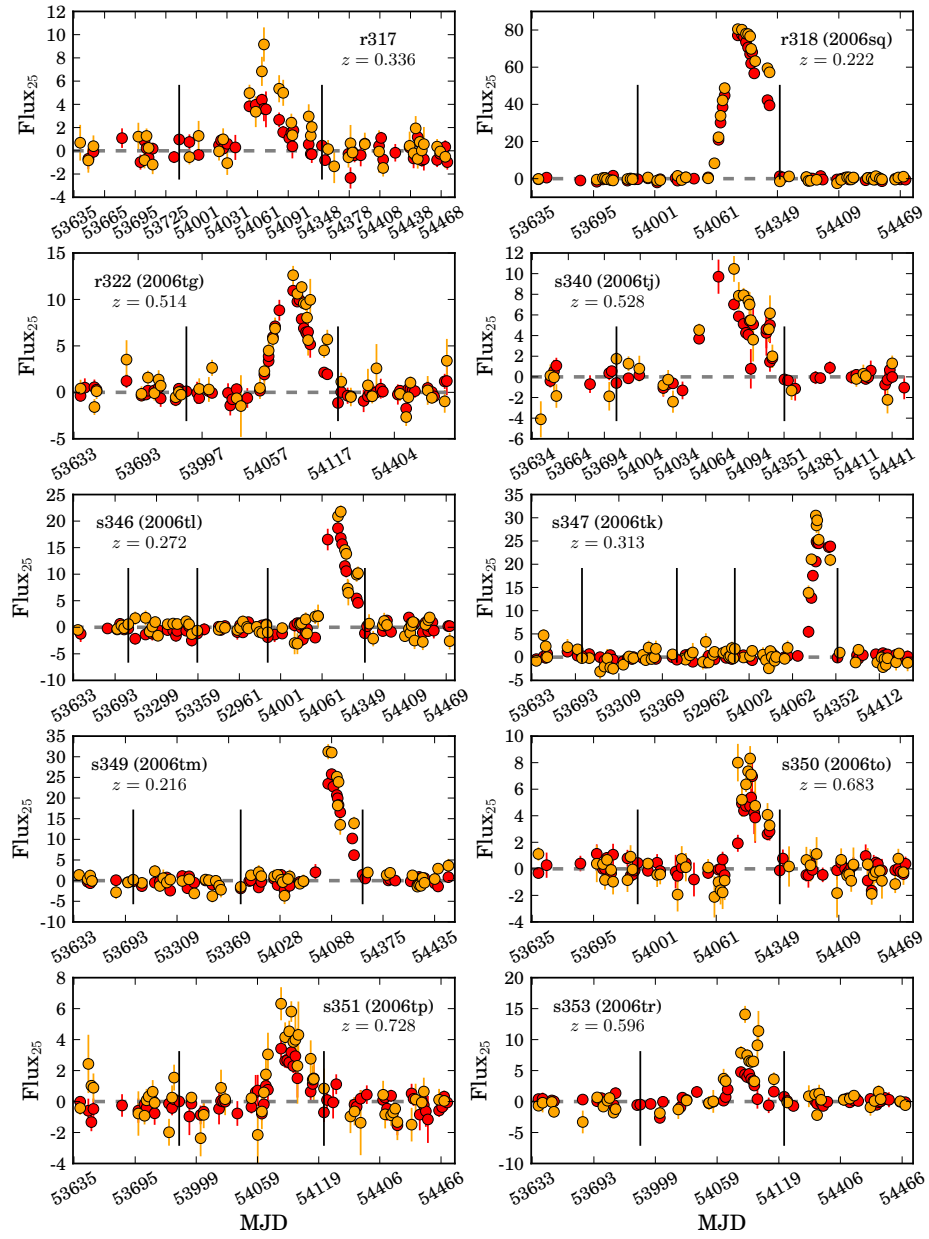 r317
z = 0.336
Flux25
12
10
8
6
4
2
0
-2
-4
53635 53665 53695 53725 54001 54031 54061 54091 54348 54378 54408 54438 54468
r318 (2006sq)
z = 0.222
Flux25
80
60
40
20
0
53635 53695 54001 54061 54349 54409 54469
r322 (2006tg)
z = 0.514
Flux25
15
10
5
0
-5
53633 53693 53997 54057 54117 54404
s340 (2006tj)
z = 0.528
Flux25
12
10
8
6
4
2
0
-2
-4
-6
53634 53664 53694 54004 54034 54064 54094 54351 54381 54411 54441
s346 (2006tl)
z = 0.272
Flux25
25
20
15
10
5
0
-5
-10
53633 53693 53299 53359 52961 54001 54061 54349 54409 54469
s347 (2006tk)
z = 0.313
Flux25
35
30
25
20
15
10
5
0
-5
53633 53693 53309 53369 52962 54002 54062 54352 54412
s349 (2006tm)
z = 0.216
Flux25
35
30
25
20
15
10
5
0
-5
-10
53633 53693 53309 53369 54028 54088 54375 54435
s350 (2006to)
z = 0.683
Flux25
10
8
6
4
2
0
-2
-4
53635 53695 54001 54061 54349 54409 54469
s351 (2006tp)
z = 0.728
Flux25
8
6
4
2
0
-2
-4
53635 53695 53999 54059 54119 54406 54466
MJD
s353 (2006tr)
z = 0.596
Flux25
20
15
10
5
0
-5
-10
53633 53693 53999 54059 54119 54406 54466
MJD